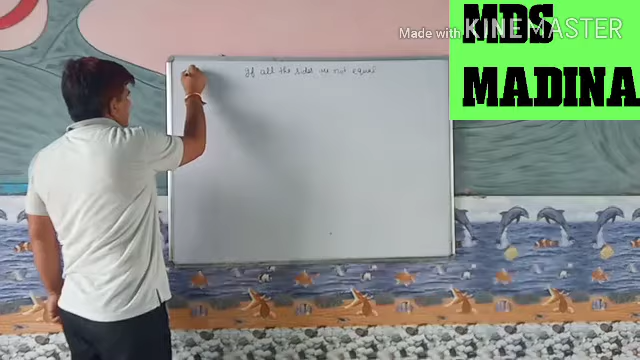 MBS
Made with KINEMASTER
MADINA
If all the sides are not equal